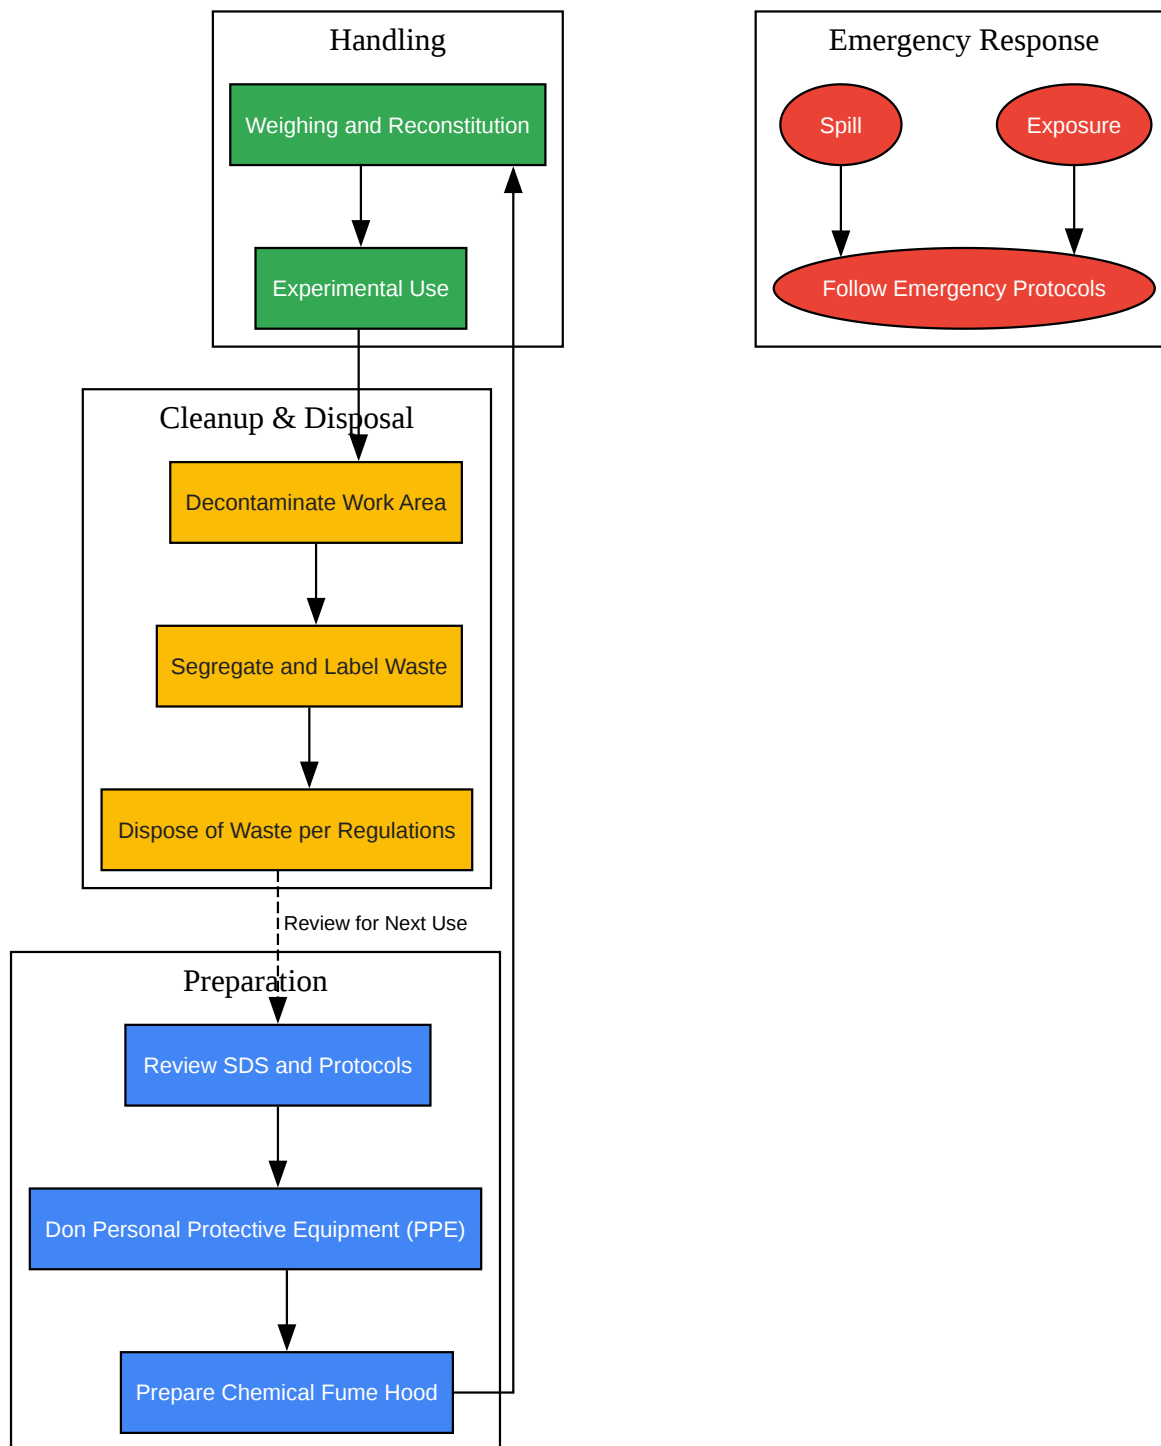 Handling
Weighing and Reconstitution
Experimental Use
Emergency Response
Spill
Exposure
Follow Emergency Protocols
Cleanup & Disposal
Decontaminate Work Area
Segregate and Label Waste
Dispose of Waste per Regulations
Review for Next Use
Preparation
Review SDS and Protocols
Don Personal Protective Equipment (PPE)
Prepare Chemical Fume Hood